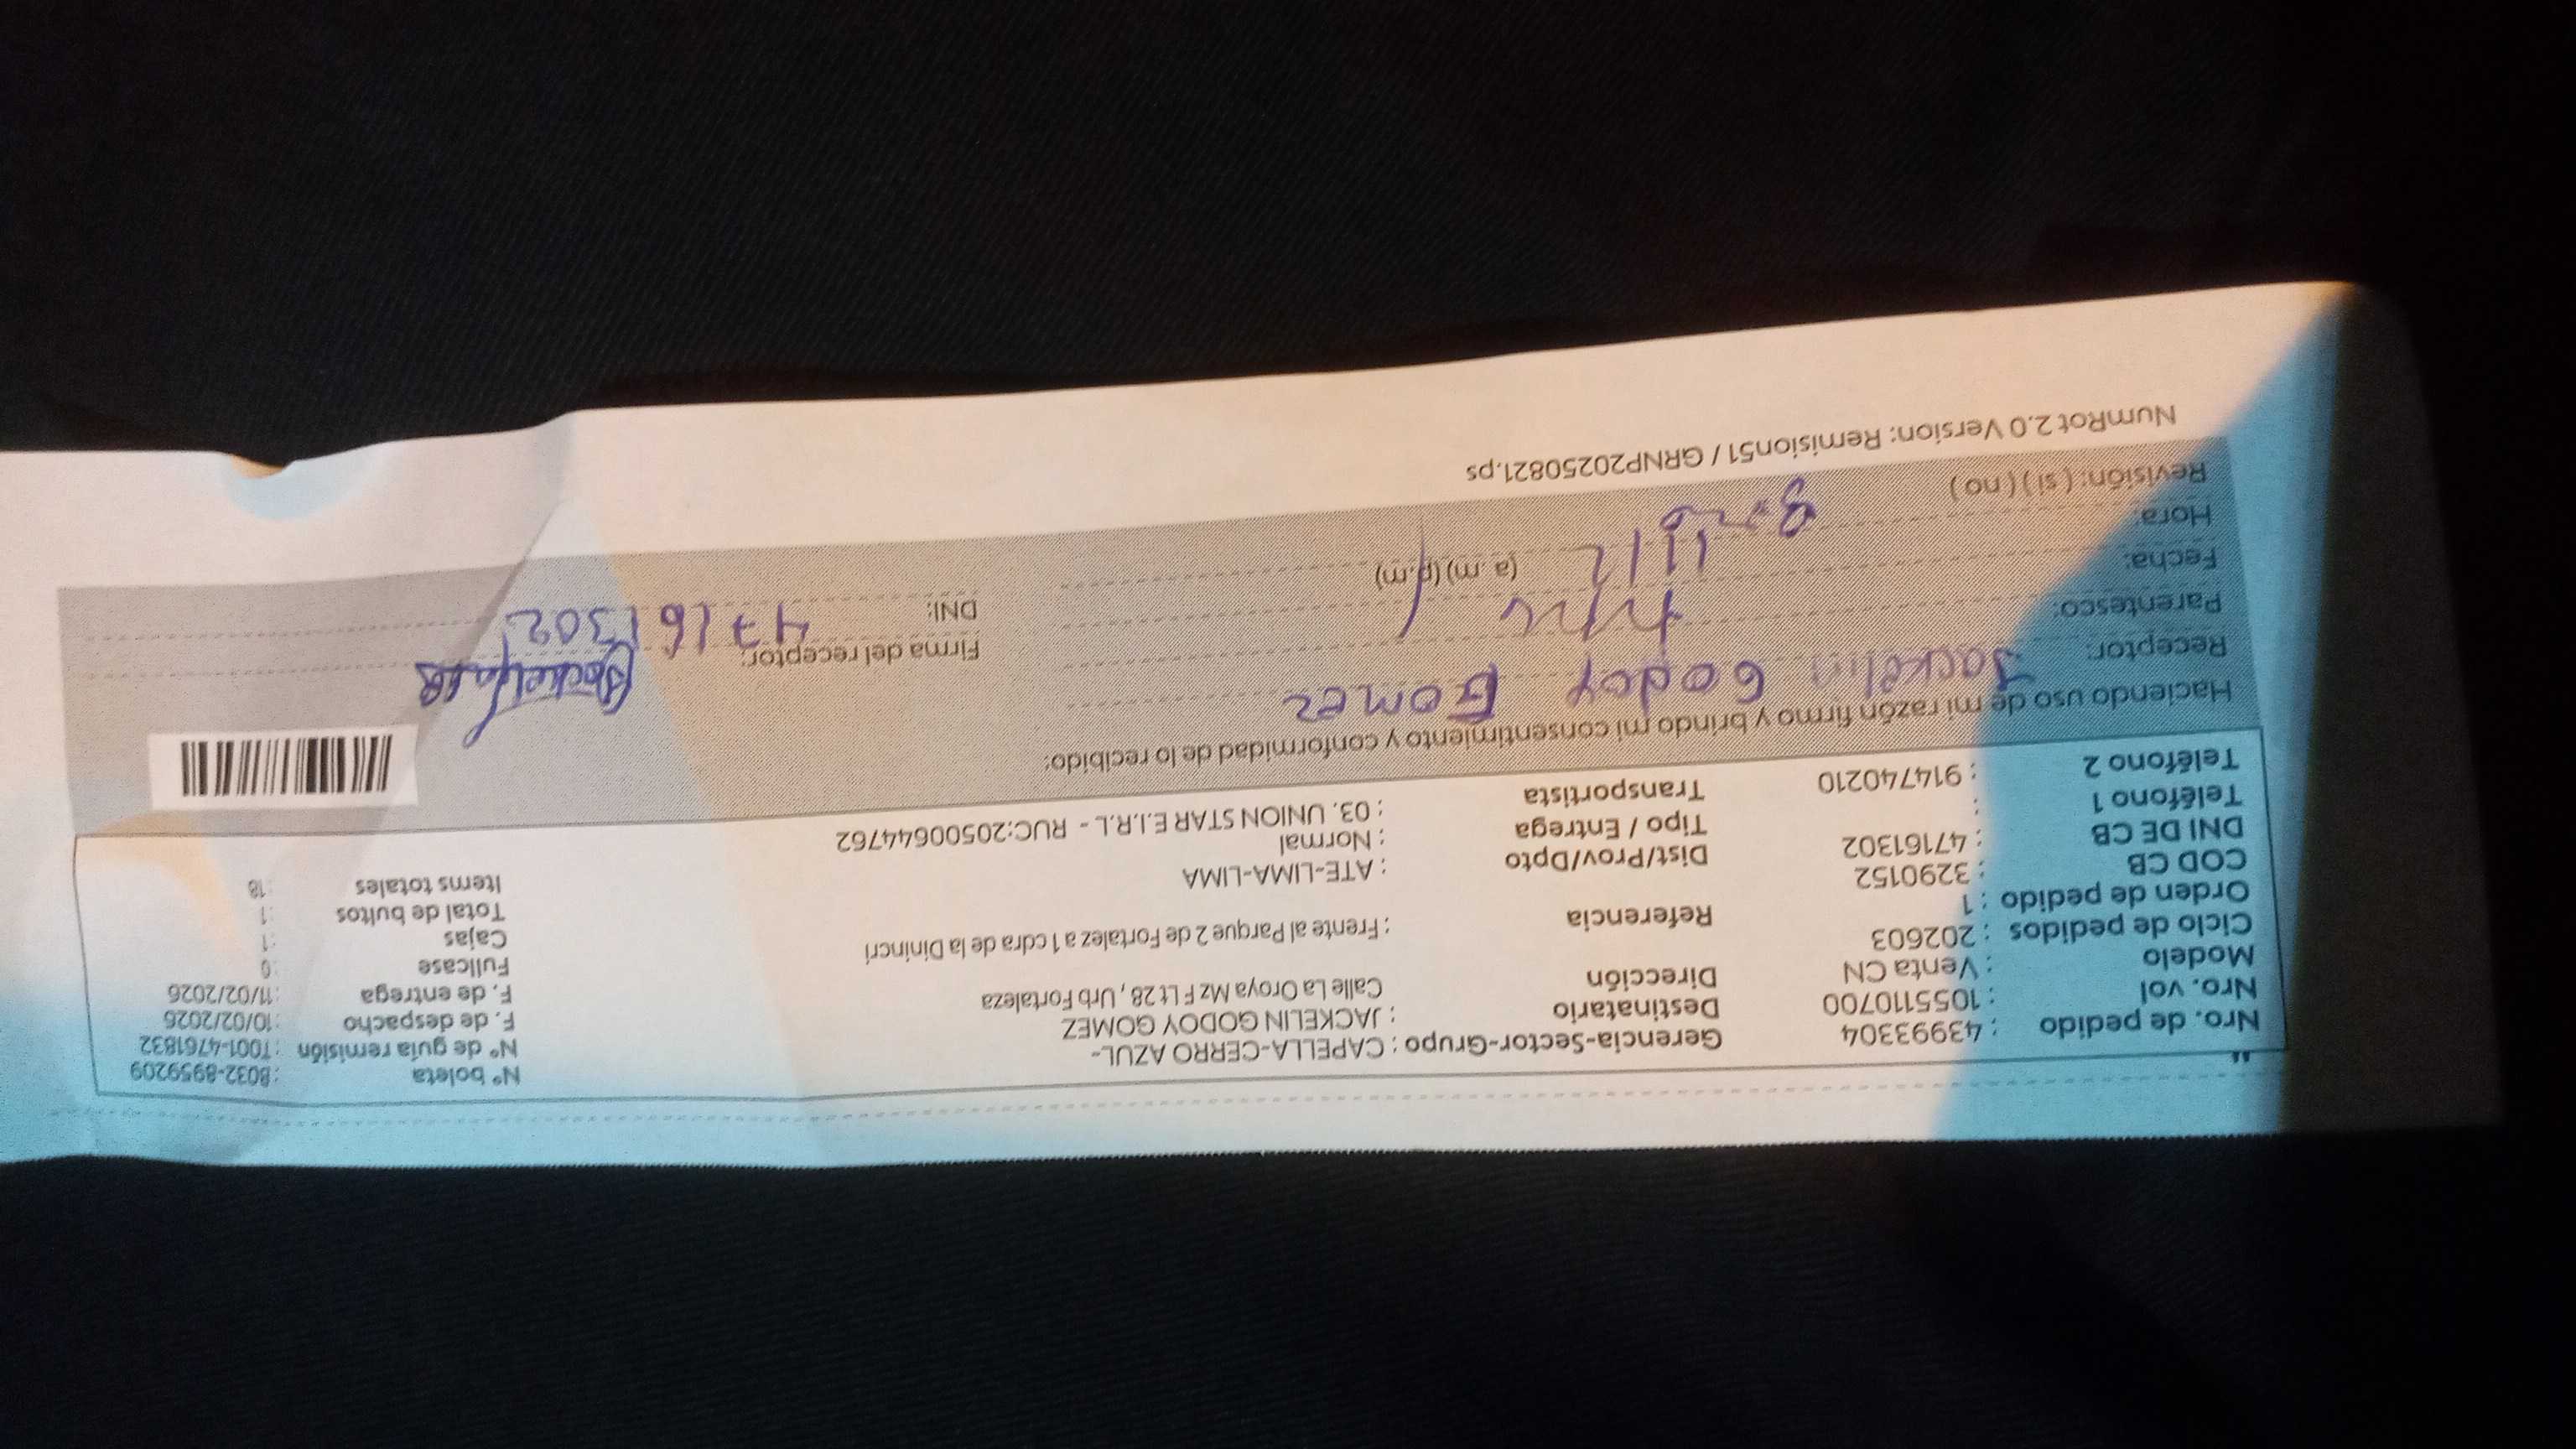 "
Nro. de pedido : 43993304 Gerencia-Sector-Grupo : CAPELLA-CERRO AZUL- N° boleta : B032-8959209
Nro. vol : 1055110700 Destinatario : JACKELIN GODOY GOMEZ N° de guía remisión : T001-4761832
Modelo : Venta CN Dirección Calle La Oroya Mz F Lt 28 , Urb Fortaleza F. de despacho : 10/02/2026
Ciclo de pedidos : 202603 F. de entrega : 11/02/2026
Orden de pedido : 1 Referencia : Frente al Parque 2 de Fortalez a 1 cdra de la Dinincri Fullcase : 0
COD CB : 3290152 Cajas : 1
DNI DE CB : 47161302 Dist/Prov/Dpto : ATE-LIMA-LIMA Total de bultos : 1
Teléfono 1 : Tipo / Entrega : Normal Items totales : 18
Teléfono 2 : 914740210 Transportista : 03. UNION STAR E.I.R.L - RUC:20500644762
Haciendo uso de mi razón firmo y brindo mi consentimiento y conformidad de lo recibido:
Receptor: Jackelin Godoy Gomez Firma del receptor:
Parentesco: DNI: 47161302
Fecha: 11/2
Hora: (a. m) (p.m)
Revisión: ( si ) ( no )
NumRot 2.0 Version: Remision51 / GRNP20250821.ps